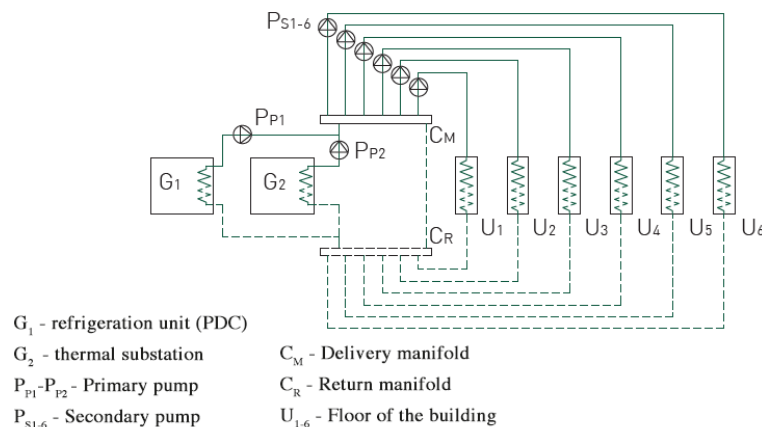 PS1-6
PP1
PP2
CM
G1
G2
CR
U1 U2 U3 U4 U5 U6
G1 - refrigeration unit (PDC)
G2 - thermal substation
CM - Delivery manifold
PP1-PP2 - Primary pump
CR - Return manifold
PS1-6 - Secondary pump
U1-6 - Floor of the building